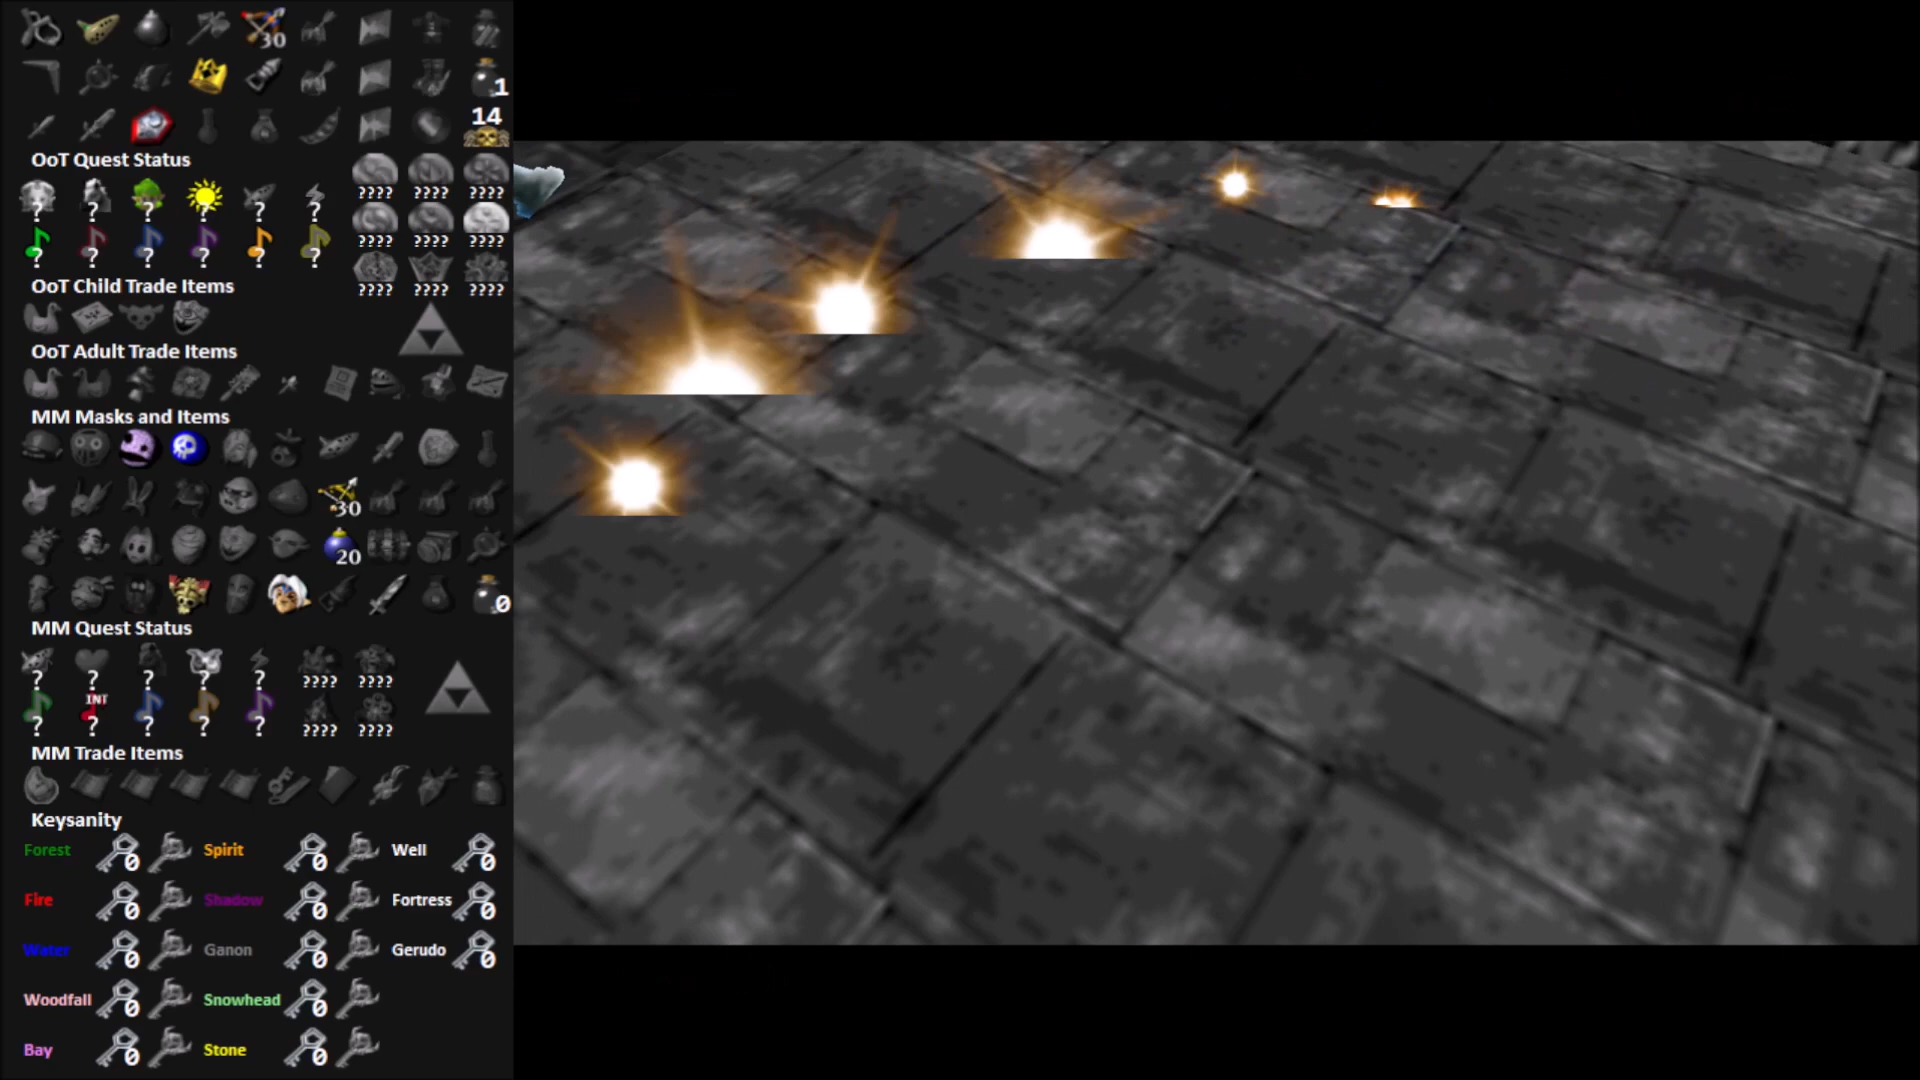 30
1
14
OoT Quest Status
???? ???? ????
? ? ? ? ? ?
???? ???? ????
? ? ? ? ? ?
OoT Child Trade Items
???? ???? ????
OoT Adult Trade Items
MM Masks and Items
30
20
0
MM Quest Status
? ? ? ? ? ???? ????
INT
? ? ? ? ? ???? ????
MM Trade Items
Keysanity
Forest 0 Spirit 0 Well 0
Fire 0 Shadow 0 Fortress 0
Water 0 Ganon 0 Gerudo 0
Woodfall 0 Snowhead 0
Bay 0 Stone 0